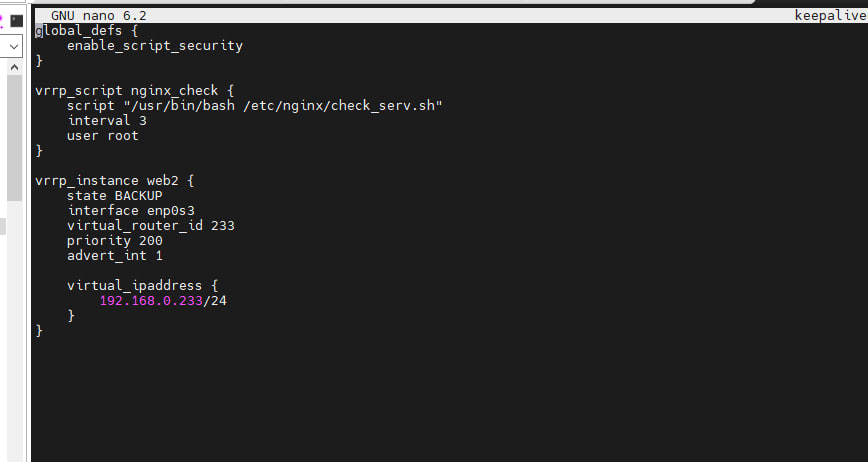 GNU nano 6.2 keepalive
global_defs {
    enable_script_security
}

vrrp_script nginx_check {
    script "/usr/bin/bash /etc/nginx/check_serv.sh"
    interval 3
    user root
}

vrrp_instance web2 {
    state BACKUP
    interface enp0s3
    virtual_router_id 233
    priority 200
    advert_int 1

    virtual_ipaddress {
        192.168.0.233/24
    }
}